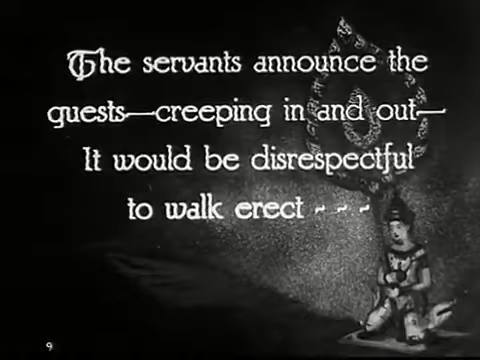 The servants announce the
guests—creeping in and out—
It would be disrespectful
to walk erect ~ ~ ~
9